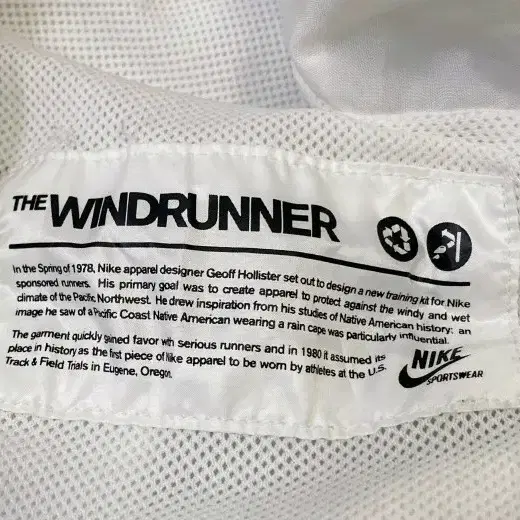 THE WINDRUNNER
In the Spring of 1978, Nike apparel designer Geoff Hollister set out to design a new training kit for Nike
sponsored runners. His primary goal was to create apparel to protect against the windy and wet
climate of the Pacific Northwest. He drew inspiration from his studies of Native American history: an
image he saw of a Pacific Coast Native American wearing a rain cape was particularly influential.
The garment quickly gained favor with serious runners and in 1980 it assumed its
place in history as the first piece of Nike apparel to be worn by athletes at the U.S.
Track & Field Trials in Eugene, Oregon.
NIKE
SPORTSWEAR